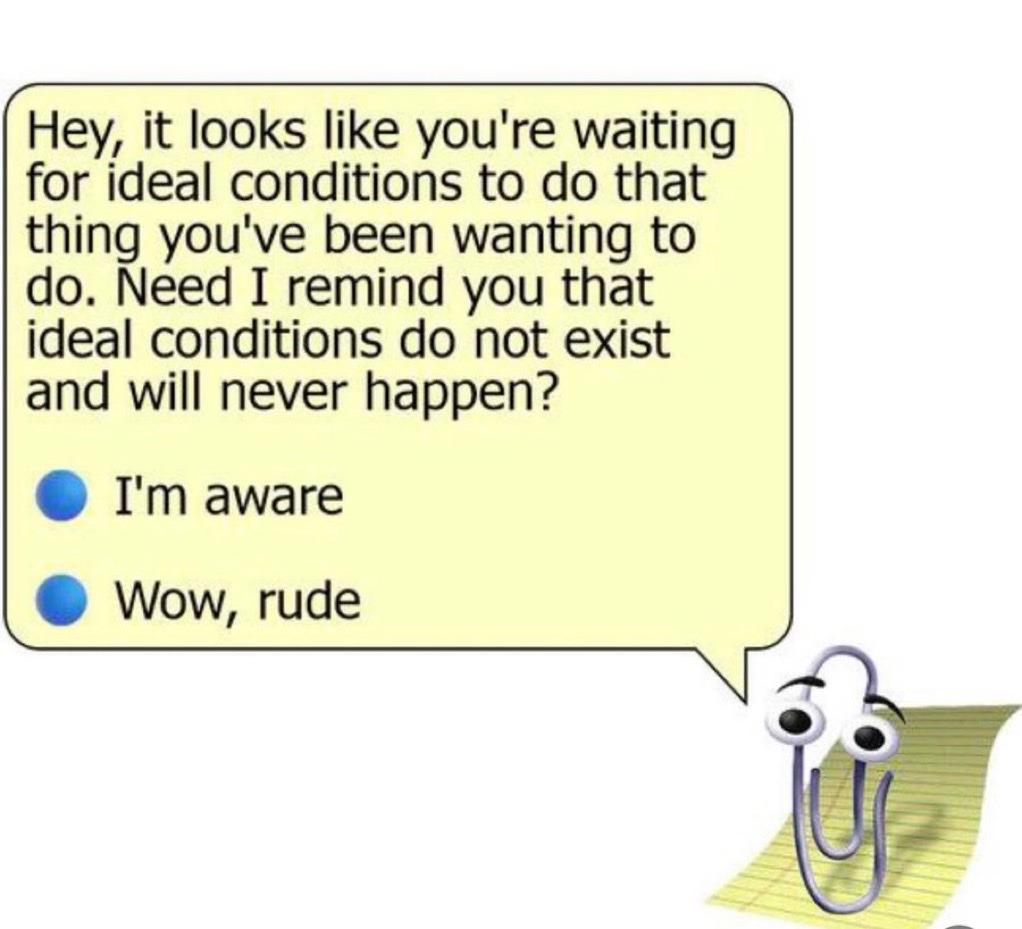 Hey, it looks like you're waiting
for ideal conditions to do that
thing you've been wanting to
do. Need I remind you that
ideal conditions do not exist
and will never happen?
I'm aware
Wow, rude